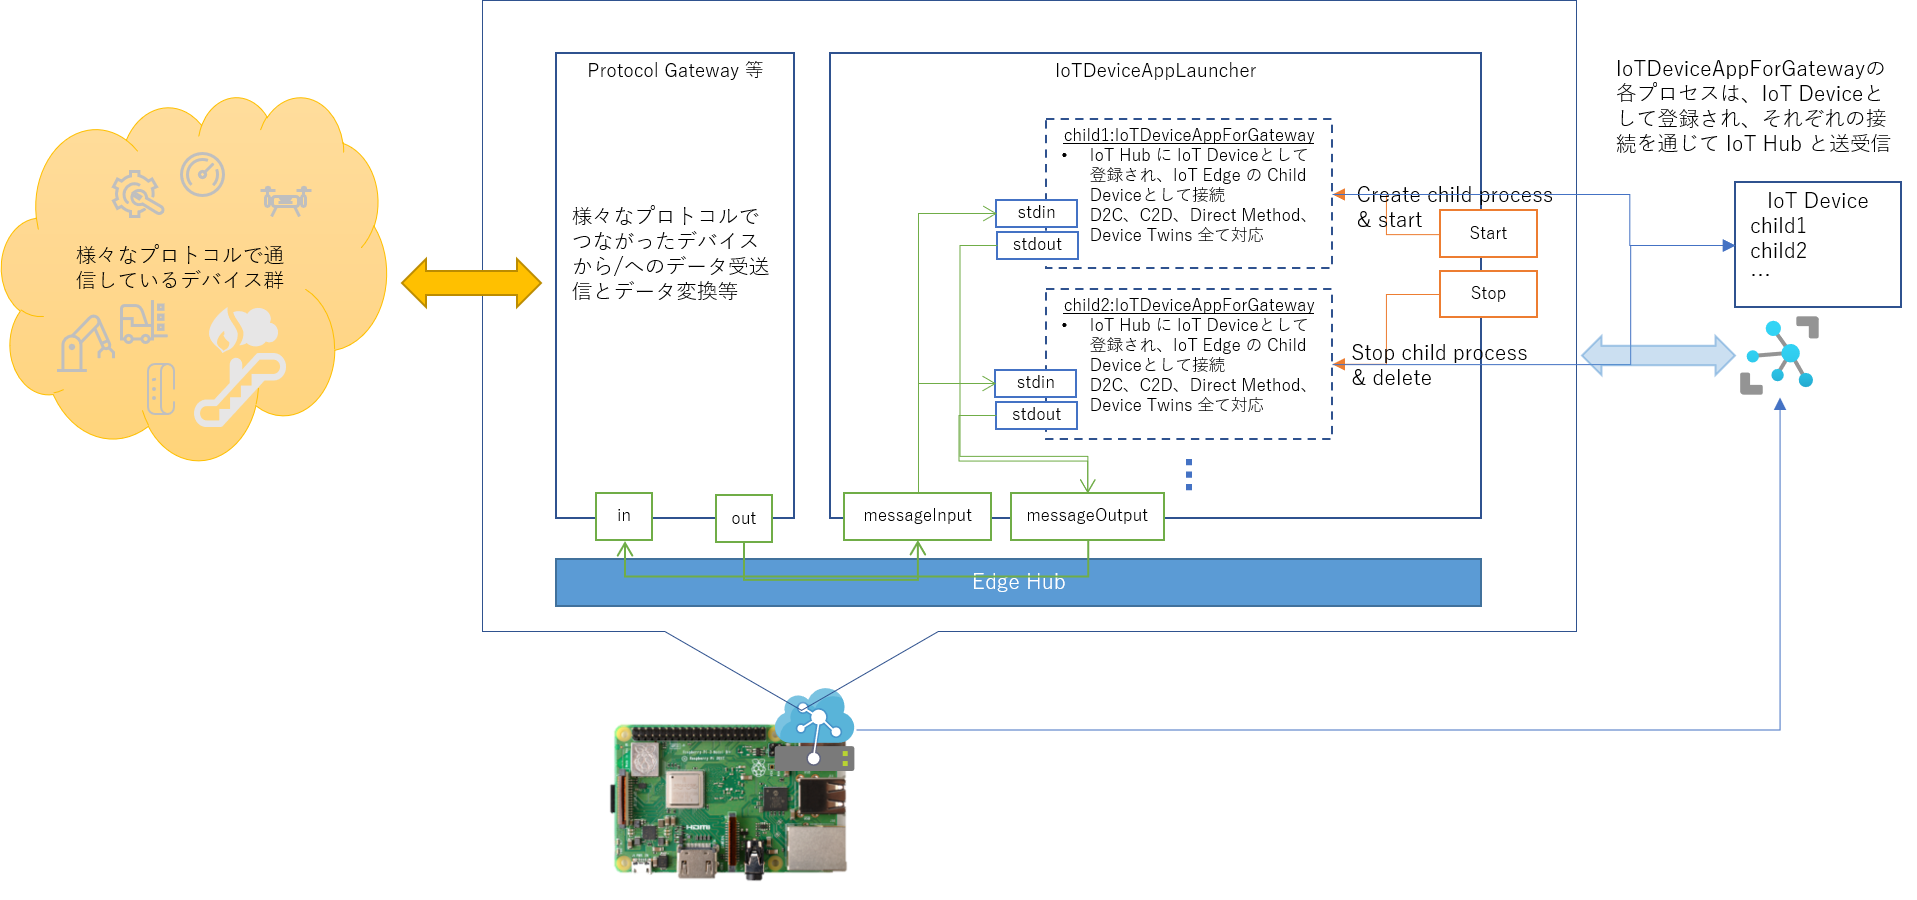 Protocol Gateway 等
様々なプロトコルで
つながったデバイス
から/へのデータ受送
信とデータ変換等
in
out
IoTDeviceAppLauncher
child1:IoTDeviceAppForGateway
• IoT Hub に IoT Deviceとして
登録され、IoT Edge の Child
Deviceとして接続
D2C、C2D、Direct Method、
Device Twins 全て対応
stdin
stdout
child2:IoTDeviceAppForGateway
• IoT Hub に IoT Deviceとして
登録され、IoT Edge の Child
Deviceとして接続
D2C、C2D、Direct Method、
Device Twins 全て対応
stdin
stdout
Create child process
& start
Start
Stop
Stop child process
& delete
messageInput
messageOutput
Edge Hub
様々なプロトコルで通
信しているデバイス群
IoTDeviceAppForGatewayの
各プロセスは、IoT Deviceと
して登録され、それぞれの接
続を通じて IoT Hub と送受信
IoT Device
child1
child2
…
HDMI